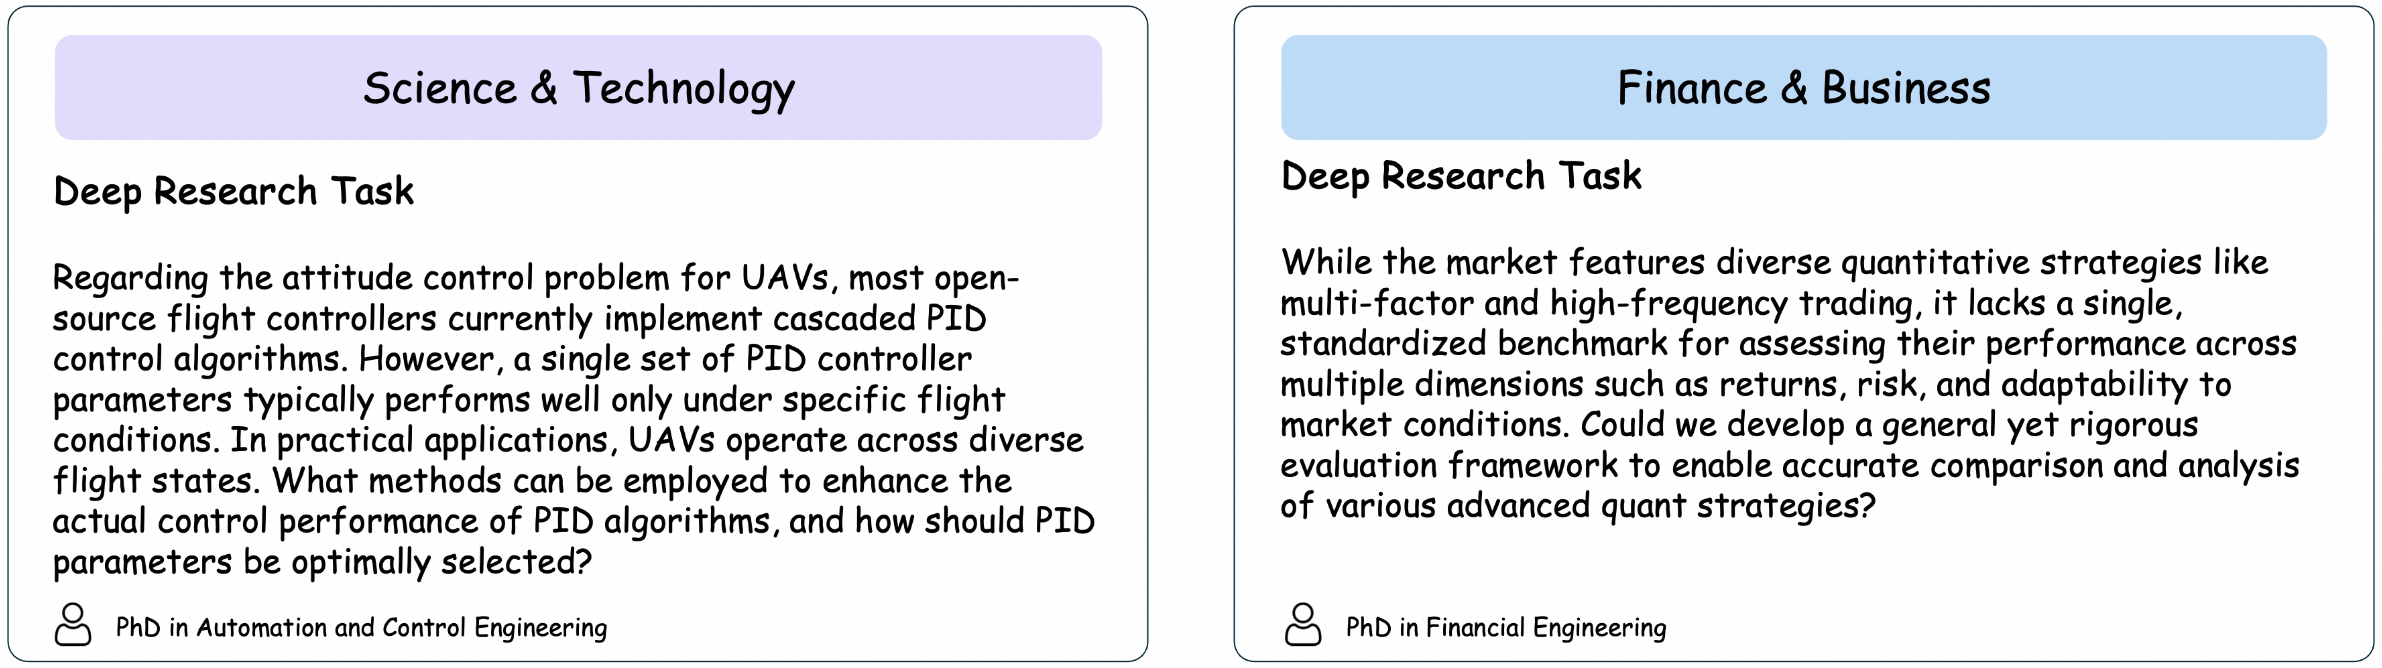 Science & Technology
Deep Research Task
Regarding the attitude control problem for UAVs, most open-
source flight controllers currently implement cascaded PID
control algorithms. However, a single set of PID controller
parameters typically performs well only under specific flight
conditions. In practical applications, UAVs operate across diverse
flight states. What methods can be employed to enhance the
actual control performance of PID algorithms, and how should PID
parameters be optimally selected?
PhD in Automation and Control Engineering
Finance & Business
Deep Research Task
While the market features diverse quantitative strategies like
multi-factor and high-frequency trading, it lacks a single,
standardized benchmark for assessing their performance across
multiple dimensions such as returns, risk, and adaptability to
market conditions. Could we develop a general yet rigorous
evaluation framework to enable accurate comparison and analysis
of various advanced quant strategies?
PhD in Financial Engineering